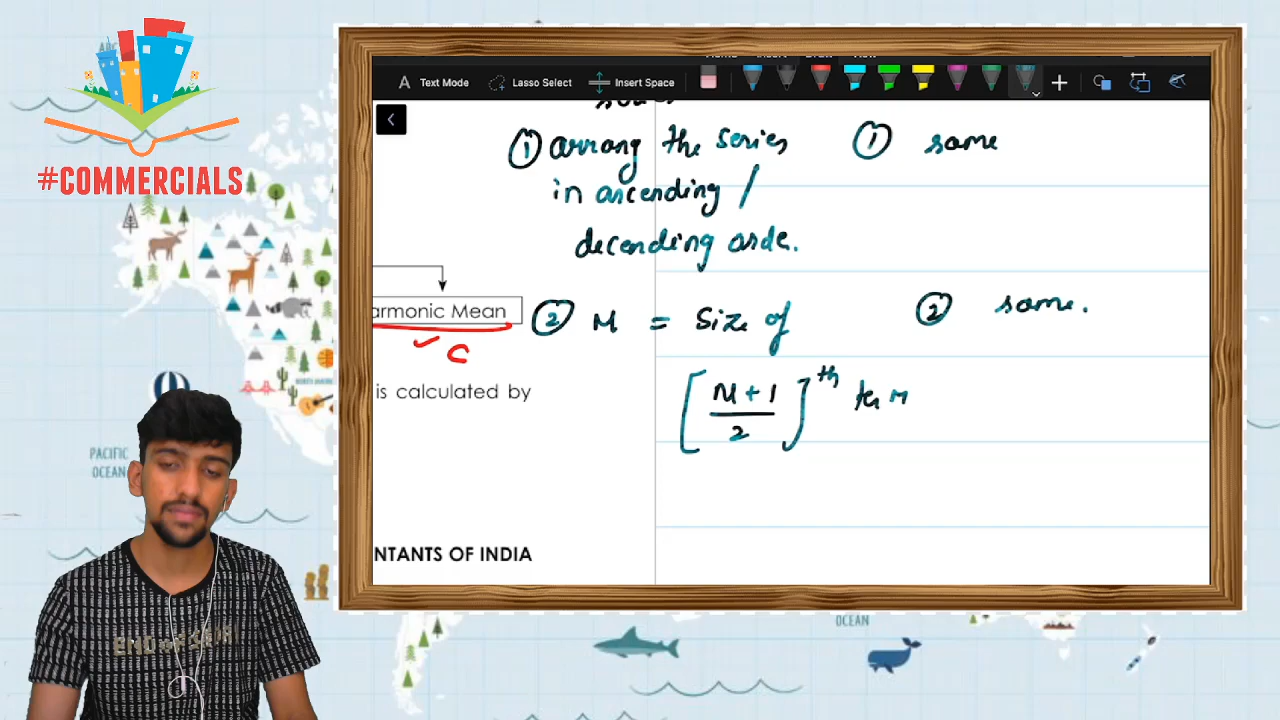 #COMMERCIALS
Text Mode
Lasso Select
Insert Space
① arrang the series
in ascending /
decending orde.
① same
armonic Mean
C
② M = Size of
② same.
[N+1
2]th
is calculated by
NTANTS OF INDIA
PACIFIC
OCEAN
OCEAN